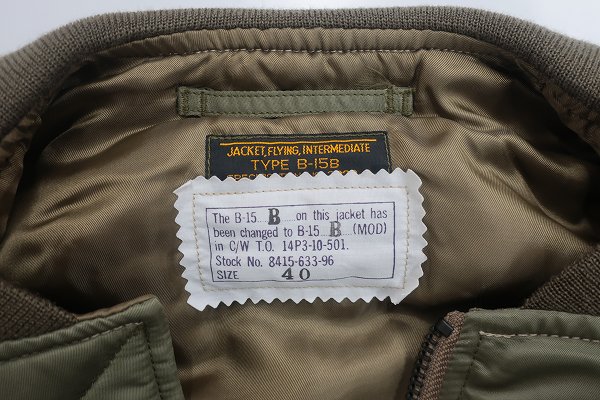 JACKET, FLYING, INTERMEDIATE
TYPE B-15B
The B-15 B on this jacket has
been changed to B-15 B (MOD)
in C/W T.O. 14P3-10-501.
Stock No. 8415-633-96
SIZE 40